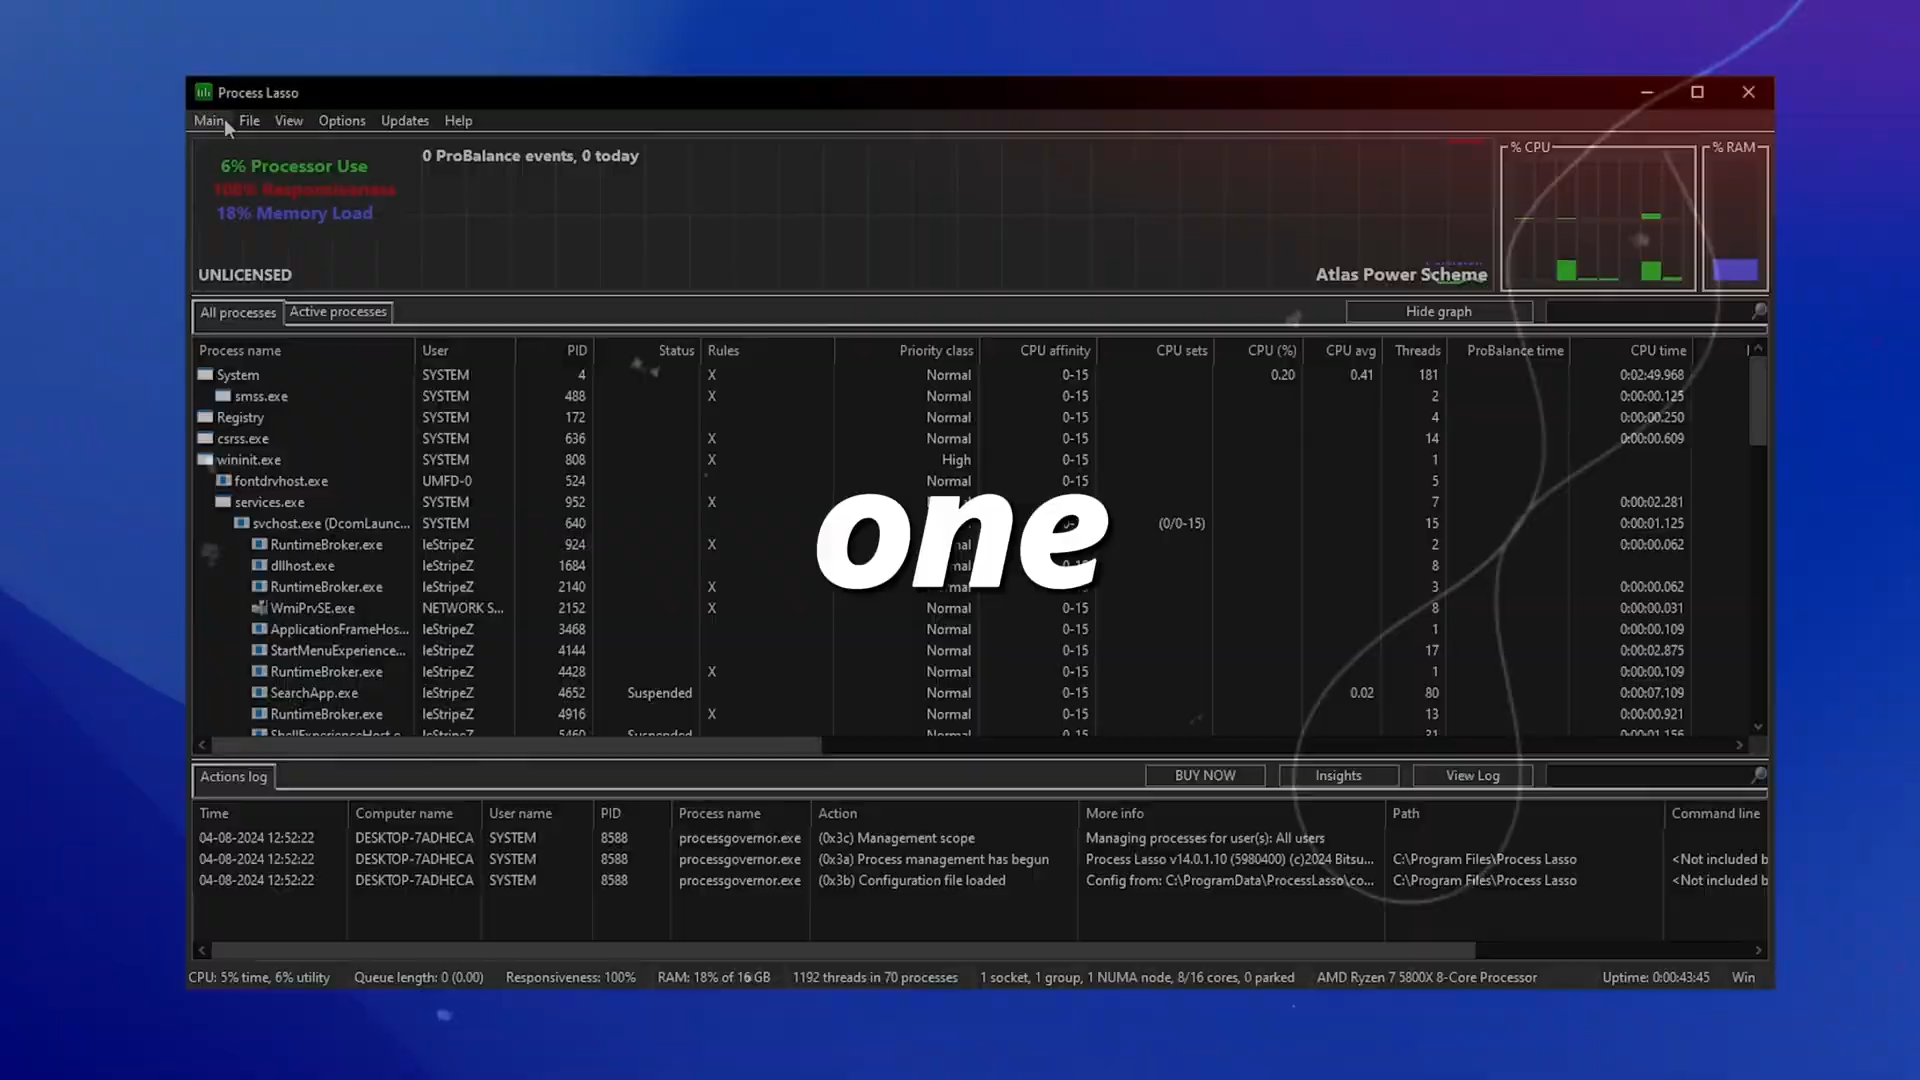 Process Lasso
Main File View Options Updates Help
6% Processor Use
100% Responsiveness
18% Memory Load
0 ProBalance events, 0 today
UNLICENSED
Atlas Power Scheme
% CPU
% RAM
All processes Active processes Hide graph
Process name User PID Status Rules Priority class CPU affinity CPU sets CPU (%) CPU avg Threads ProBalance time CPU time
System SYSTEM 4 X Normal 0-15 0.20 0.41 181 0:02:49.968
smss.exe SYSTEM 488 X Normal 0-15 2 0:00:00.125
Registry SYSTEM 172 Normal 0-15 4 0:00:00.250
csrss.exe SYSTEM 636 X Normal 0-15 14 0:00:00.609
wininit.exe SYSTEM 808 X High 0-15 1
fontdrvhost.exe UMFD-0 524 Normal 0-15 5
services.exe SYSTEM 952 X 7 0:00:02.281
svchost.exe (DcomLaunc... SYSTEM 640 (0/0-15) 15 0:00:01.125
RuntimeBroker.exe leStripeZ 924 X 2 0:00:00.062
dllhost.exe leStripeZ 1684 8
RuntimeBroker.exe leStripeZ 2140 X 0-15 3 0:00:00.062
WmiPrvSE.exe NETWORK S... 2152 X Normal 0-15 8 0:00:00.031
ApplicationFrameHos... leStripeZ 3468 Normal 0-15 1 0:00:00.109
StartMenuExperience... leStripeZ 4144 Normal 0-15 17 0:00:02.875
RuntimeBroker.exe leStripeZ 4428 X Normal 0-15 1 0:00:00.109
SearchApp.exe leStripeZ 4652 Suspended Normal 0-15 0.02 80 0:00:07.109
RuntimeBroker.exe leStripeZ 4916 X Normal 0-15 13 0:00:00.921
ShellExperienceHost.e leStripeZ 5460 Suspended Normal 0-15 31 0:00:01.156
one
Actions log BUY NOW Insights View Log
Time Computer name User name PID Process name Action More info Path Command line
04-08-2024 12:52:22 DESKTOP-7ADHECA SYSTEM 8588 processgovernor.exe (0x3c) Management scope Managing processes for user(s): All users
04-08-2024 12:52:22 DESKTOP-7ADHECA SYSTEM 8588 processgovernor.exe (0x3a) Process management has begun Process Lasso v14.0.1.10 (5980400) (c)2024 Bitsu... C:\Program Files\Process Lasso <Not included b
04-08-2024 12:52:22 DESKTOP-7ADHECA SYSTEM 8588 processgovernor.exe (0x3b) Configuration file loaded Config from: C:\ProgramData\ProcessLasso\co... C:\Program Files\Process Lasso <Not included b
CPU: 5% time, 6% utility Queue length: 0 (0.00) Responsiveness: 100% RAM: 18% of 16 GB 1192 threads in 70 processes 1 socket, 1 group, 1 NUMA node, 8/16 cores, 0 parked AMD Ryzen 7 5800X 8-Core Processor Uptime: 0:00:43:45 Win